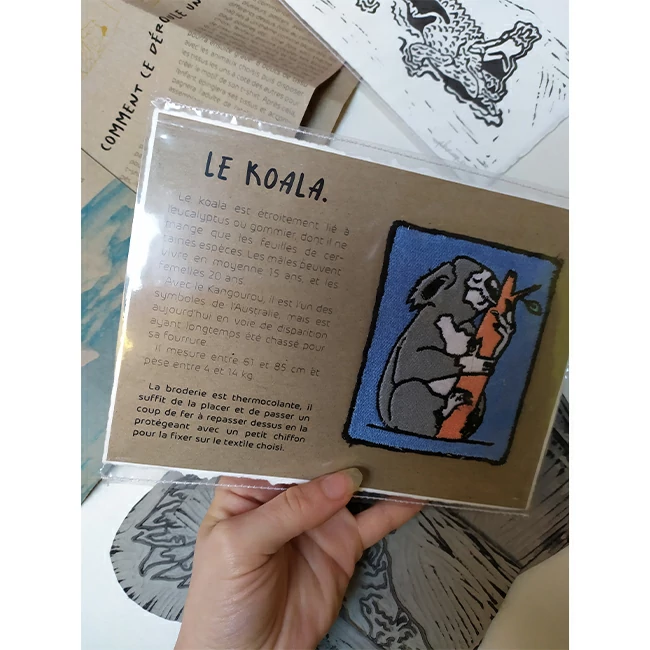 COMMENT CE DÉROULE UN
LE KOALA.
Le koala est étroitement lié à
l'eucalyptus ou gommier, dont il ne
mange que les feuilles de cer-
taines espèces. Les mâles peuvent
vivre en moyenne 15 ans, et les
femelles 20 ans.
Avec le Kangourou, il est l'un des
symboles de l'Australie, mais est
aujourd'hui en voie de disparition
ayant longtemps été chassé pour
sa fourrure.
Il mesure entre 61 et 85 cm et
pèse entre 4 et 14 kg.
La broderie est thermocolante, il
suffit de la placer et de passer un
coup de fer à repasser dessus en la
protégeant avec un petit chiffon
pour la fixer sur le textile choisi.